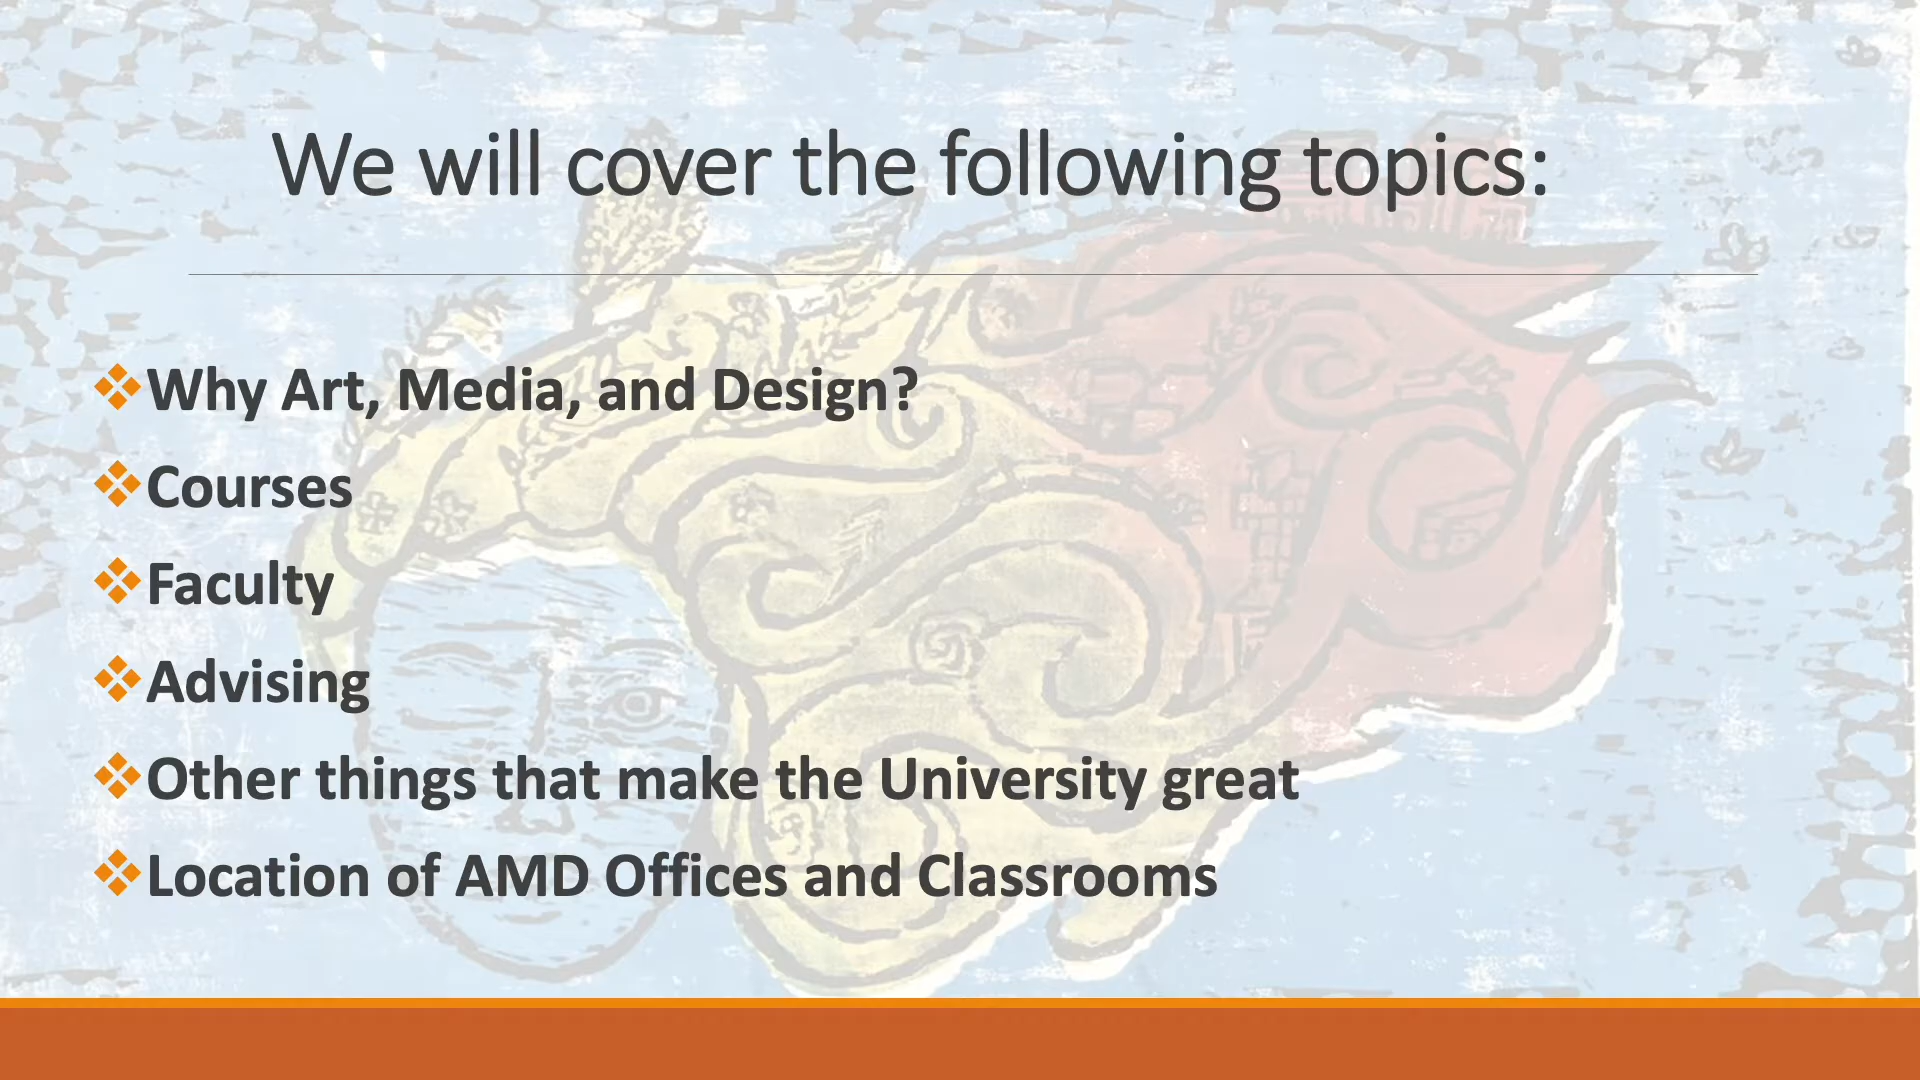 We will cover the following topics:
Why Art, Media, and Design?
Courses
Faculty
Advising
Other things that make the University great
Location of AMD Offices and Classrooms